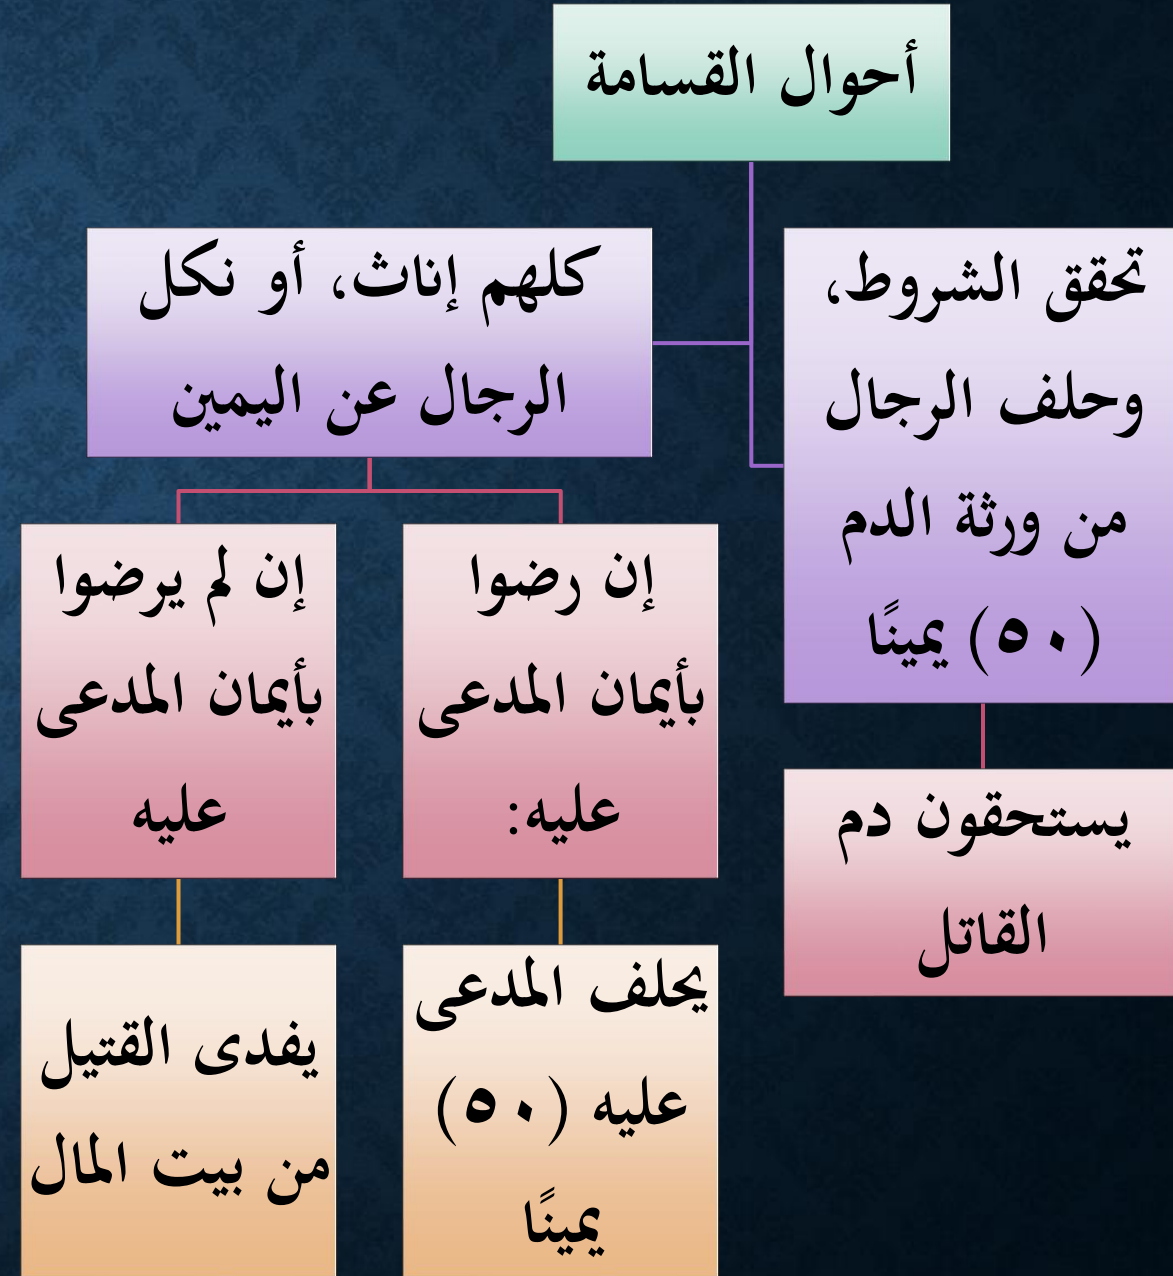 أحوال القسامة
تحقق الشروط،
وحلف الرجال
من ورثة الدم
(٥٠) يمينًا
يستحقون دم
القاتل
كلهم إناث، أو نكل
الرجال عن اليمين
إن رضوا
بأيمان المدعى
عليه:
يحلف المدعى
عليه (٥٠)
يمينًا
إن لم يرضوا
بأيمان المدعى
عليه
يفدى القتيل
من بيت المال